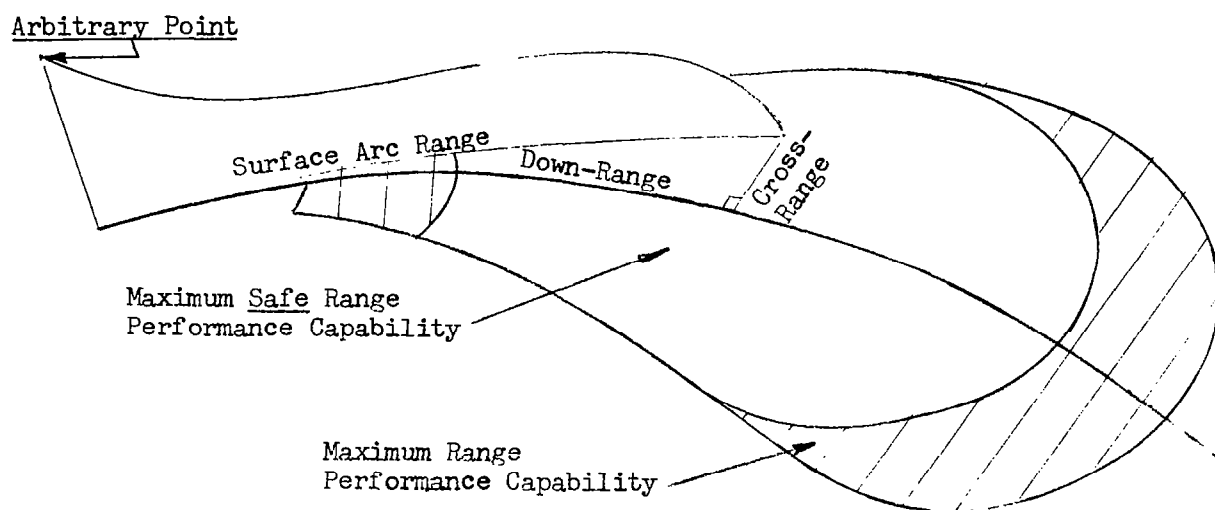 Arbitrary Point
Surface Arc Range
Down-Range
Cross-
Range
Maximum Safe Range
Performance Capability
Maximum Range
Performance Capability